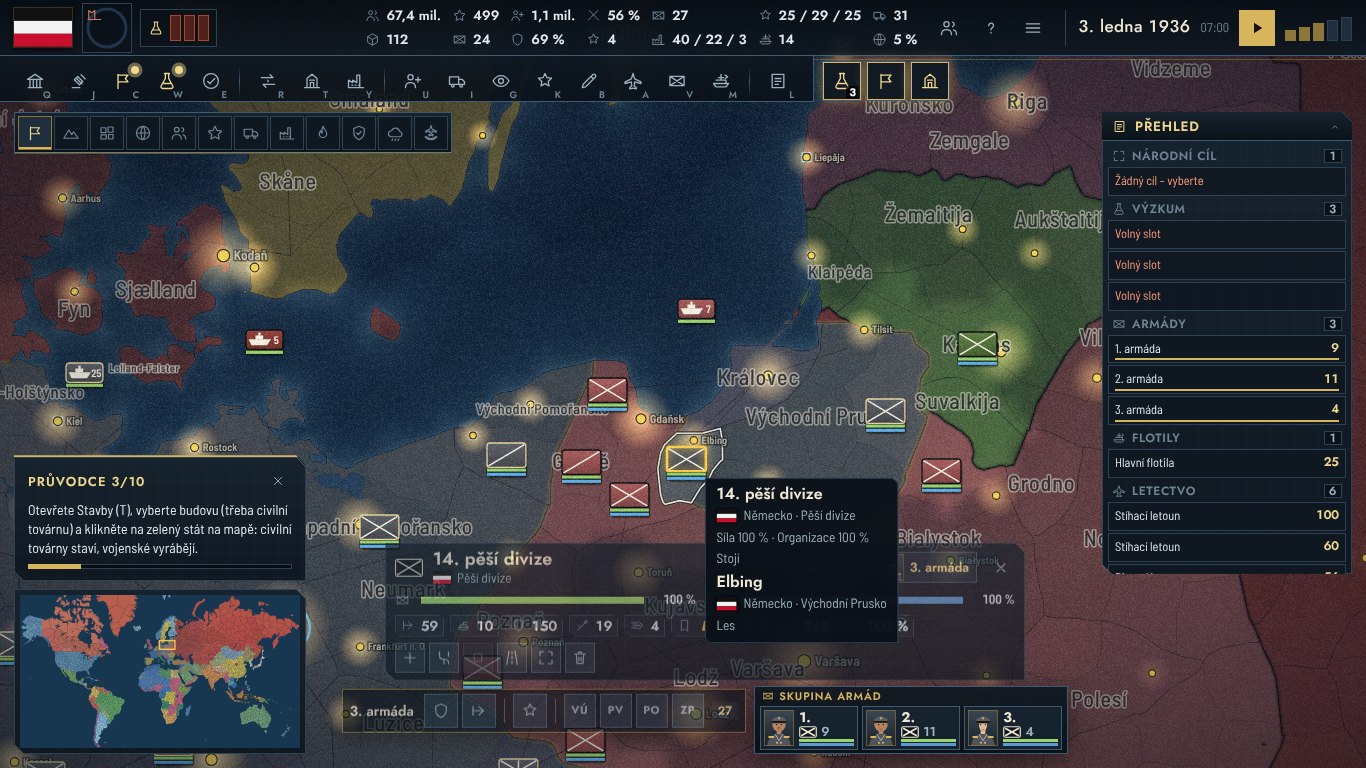 67,4 mil. 499 1,1 mil. 56 % 27 25 / 29 / 25 31
112 24 69 % 4 40 / 22 / 3 14 5 %
? 3. ledna 1936 07:00
Q J C W E R T Y U I G K B A V M L
3
Vidzeme
Kuronsko
Riga
Zemgale
Liepāja
Skåne
Aarhus
Žemaitija
Aukštaitij
Kodaň
Klaipėda
Sjælland
Fyn
7
Tilsit
5
25
Lolland-Falster
-Holštýnsko
Kiel
Královec
Suvalkija
Východní Pomořans
Východní Pru
Gdaňsk
Elbing
Rostock
Grodno
Bialystok
PŘEHLED
NÁRODNÍ CÍL 1
Žádný cíl – vyberte
VÝZKUM 3
Volný slot
Volný slot
Volný slot
ARMÁDY 3
1. armáda 9
2. armáda 11
3. armáda 4
FLOTILY 1
Hlavní flotila 25
LETECTVO 6
Stíhací letoun 100
Stíhací letoun 60
PRŮVODCE 3/10
Otevřete Stavby (T), vyberte budovu (třeba civilní
továrnu) a klikněte na zelený stát na mapě: civilní
továrny staví, vojenské vyrábějí.
14. pěší divize
Německo · Pěší divize
Síla 100 % · Organizace 100 %
Stojí
Elbing
Německo · Východní Prusko
Les
14. pěší divize
Pěší divize
3. armáda
100 %
100 %
59 10 150 19 4
Toruń
Poznaň
Poznań
Frankfurt n. O.
Varšava
Varšava
Lodž
Polesí
Lužice
3. armáda VÚ PV PO ZP 27
SKUPINA ARMÁD
1. 9
2. 11
3. 4